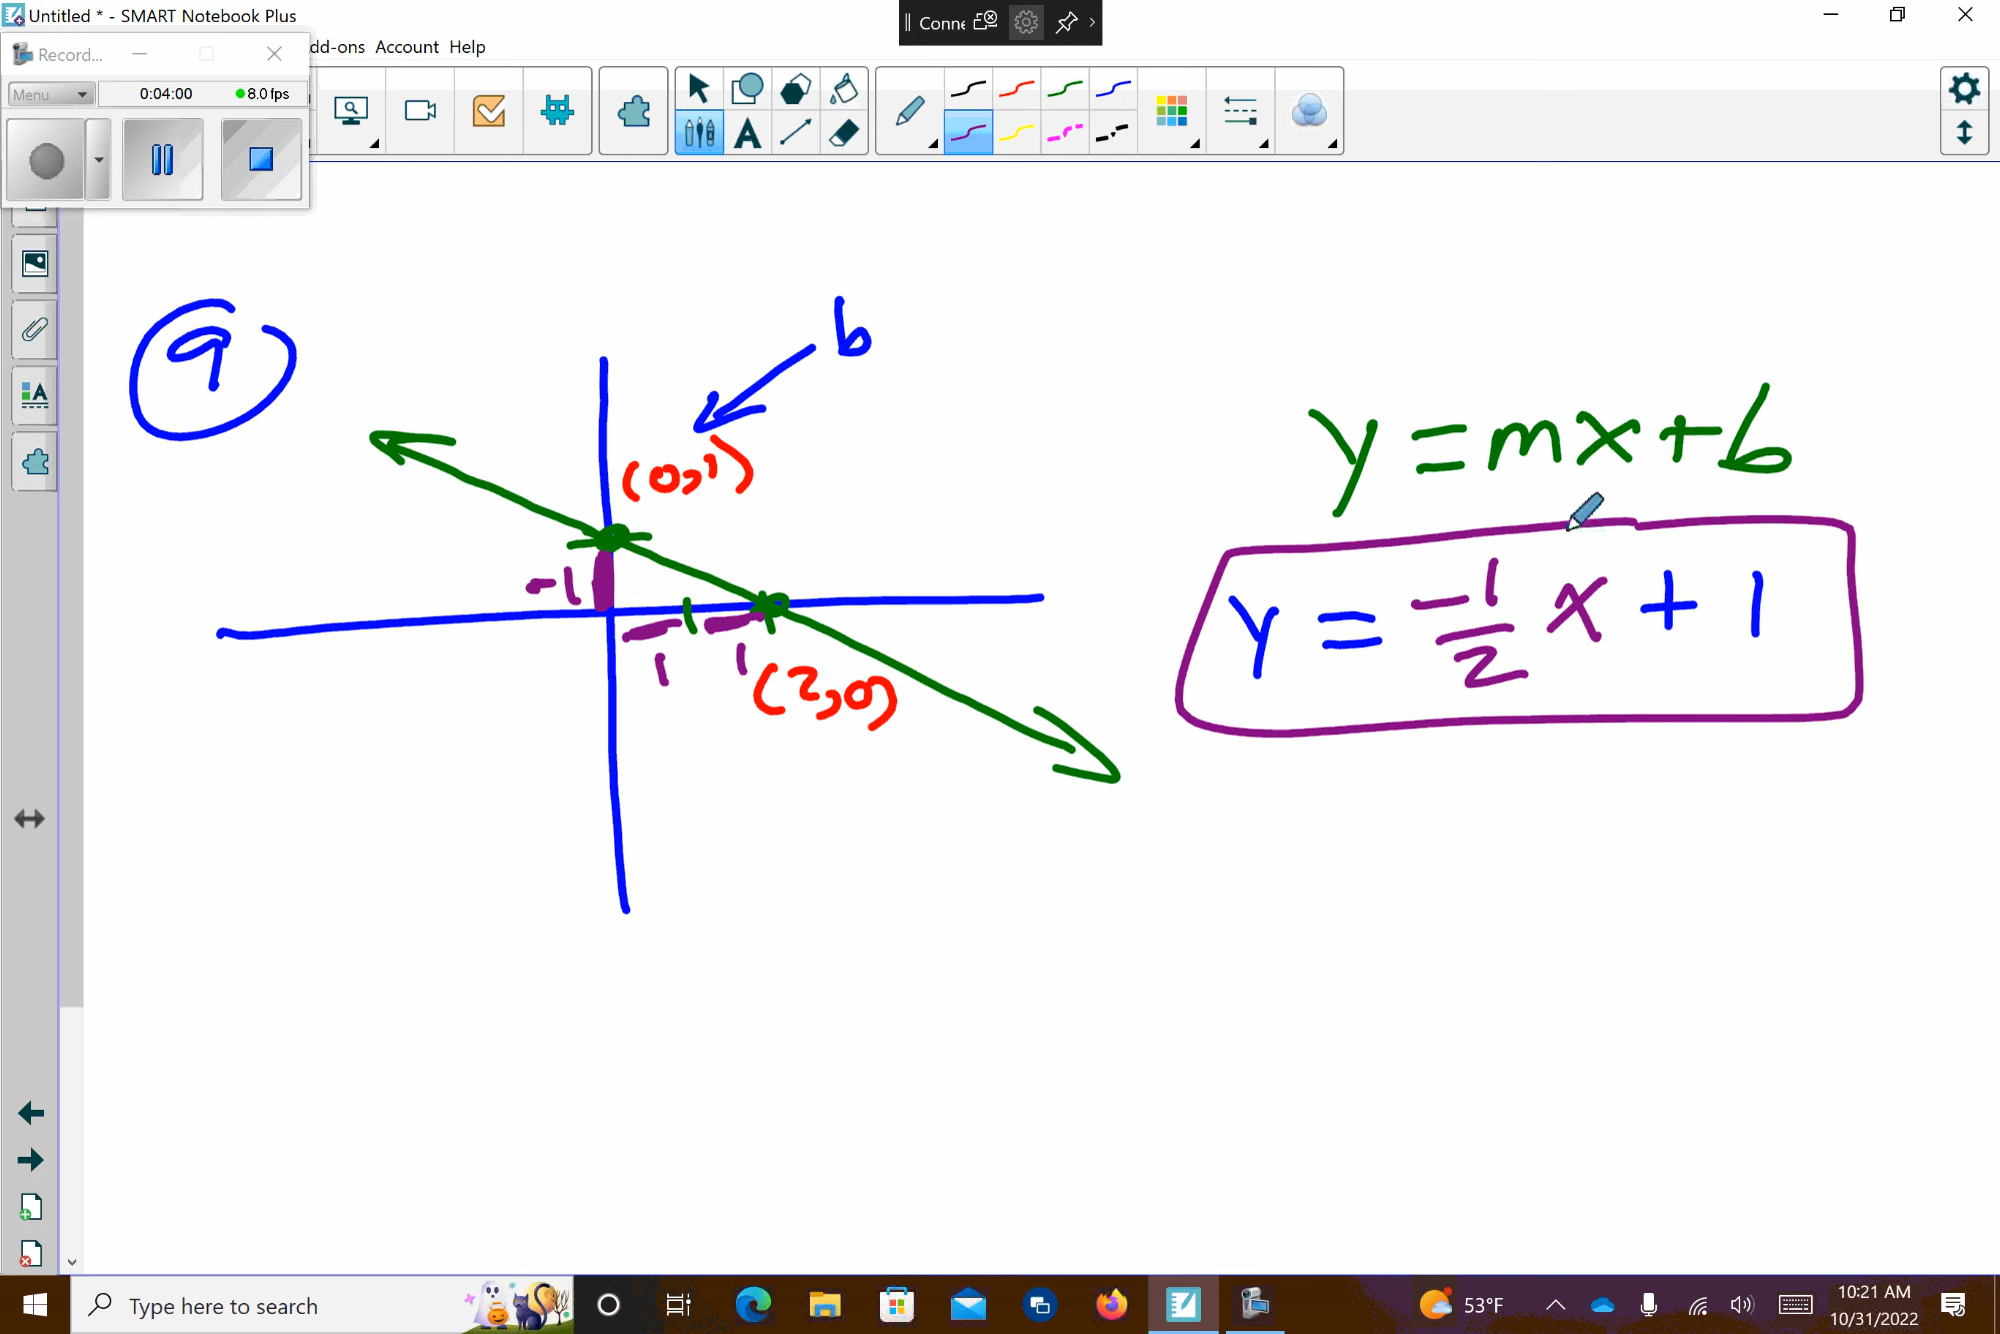 Untitled * - SMART Notebook Plus
Conne
Record...
dd-ons Account Help
Menu
0:04:00
8.0 fps
A
A
9
b
(0,1)
y = mx + b
-1
y = -1/2 x + 1
1
1
(2,0)
Type here to search
53°F
10:21 AM
10/31/2022